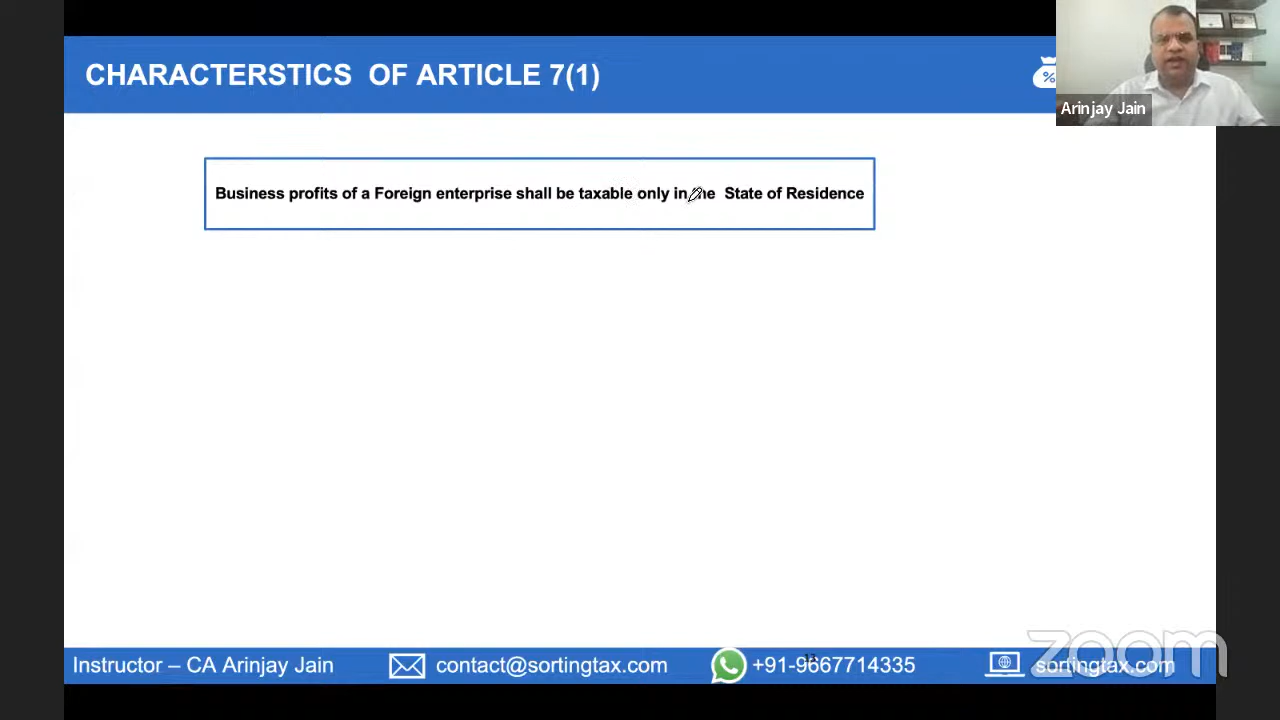 CHARACTERSTICS OF ARTICLE 7(1)
%
Arinjay Jain
Business profits of a Foreign enterprise shall be taxable only in the State of Residence
Instructor – CA Arinjay Jain
contact@sortingtax.com
+91-9667714335
sortingtax.com
zoom